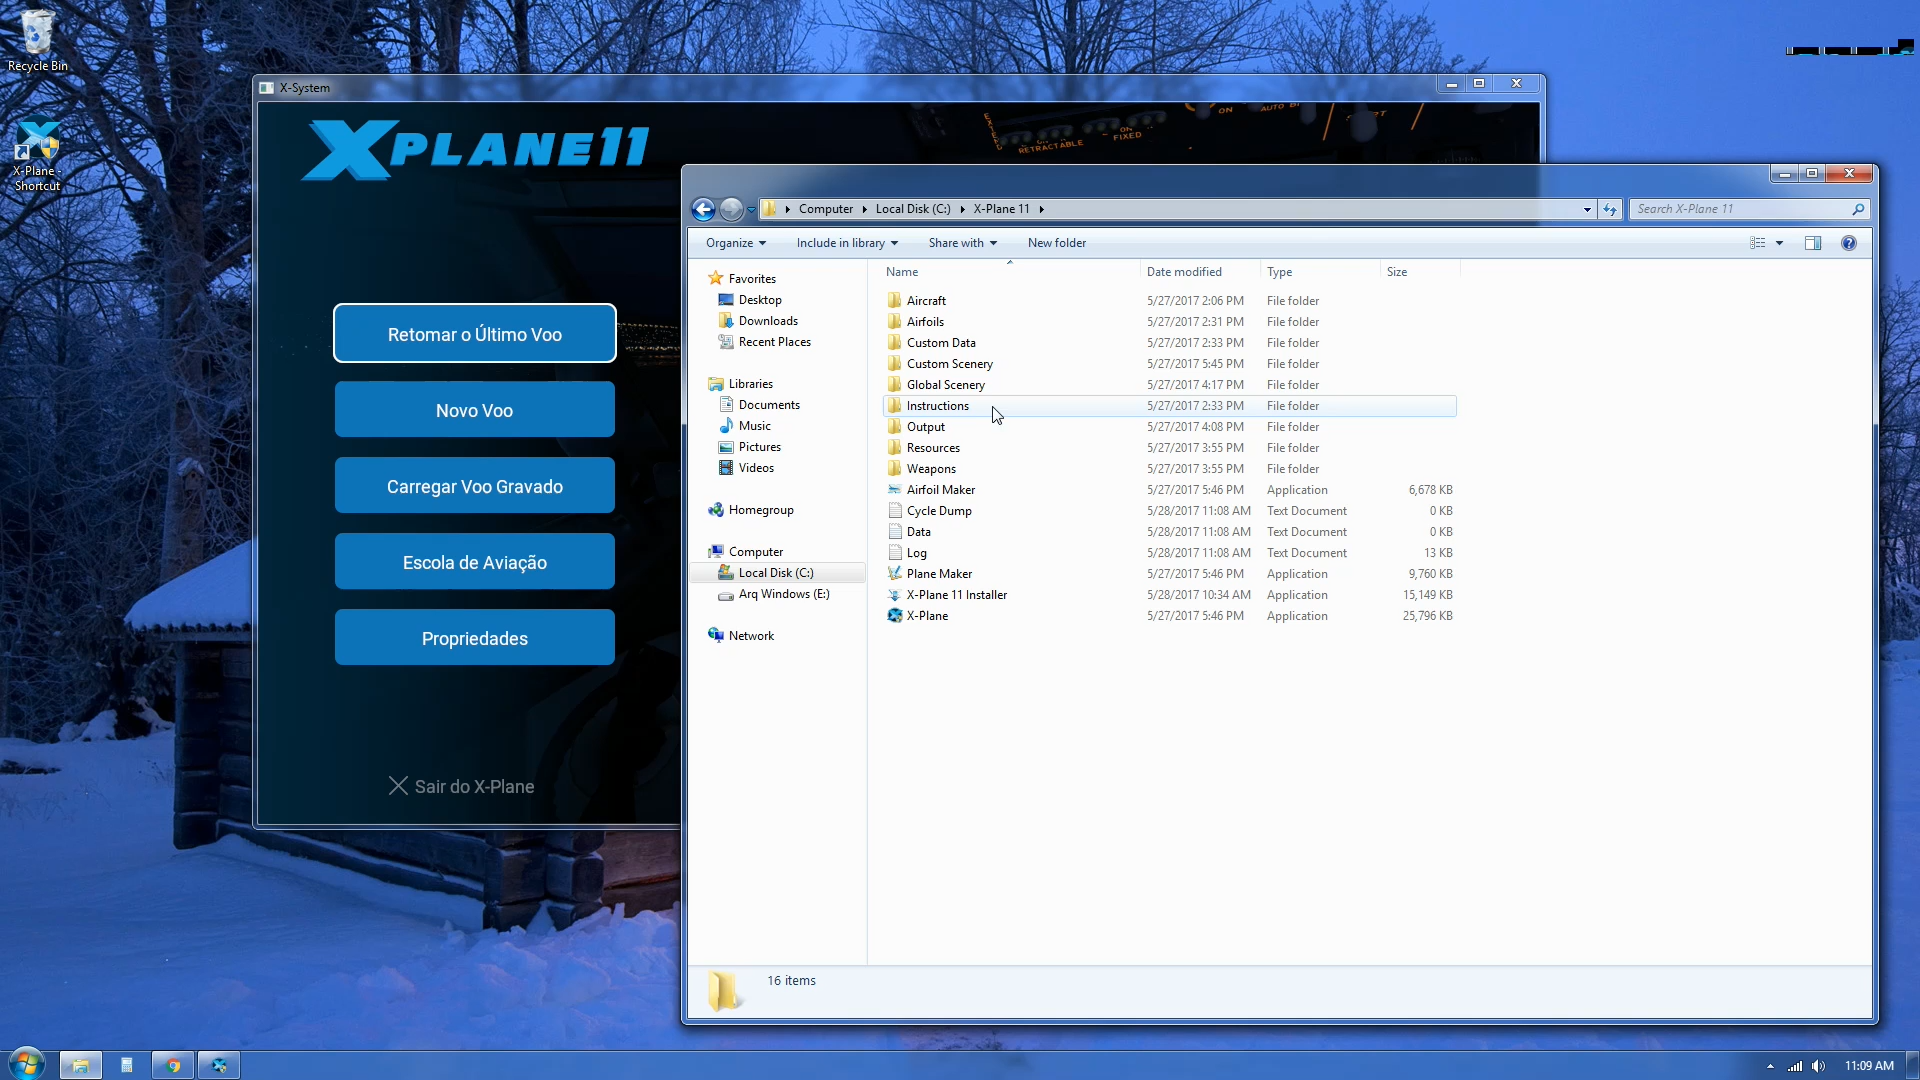 Recycle Bin
X-Plane -
Shortcut
X-System
XPLANE11
RETRACTABLE
ON
FIXED
ON
Retomar o Último Voo
Novo Voo
Carregar Voo Gravado
Escola de Aviação
Propriedades
Sair do X-Plane
Computer Local Disk (C:) X-Plane 11
Search X-Plane 11
Organize Include in library Share with New folder
Favorites
Desktop
Downloads
Recent Places
Libraries
Documents
Music
Pictures
Videos
Homegroup
Computer
Local Disk (C:)
Arq Windows (E:)
Network
Name Date modified Type Size
Aircraft 5/27/2017 2:06 PM File folder
Airfoils 5/27/2017 2:31 PM File folder
Custom Data 5/27/2017 2:33 PM File folder
Custom Scenery 5/27/2017 5:45 PM File folder
Global Scenery 5/27/2017 4:17 PM File folder
Instructions 5/27/2017 2:33 PM File folder
Output 5/27/2017 4:08 PM File folder
Resources 5/27/2017 3:55 PM File folder
Weapons 5/27/2017 3:55 PM File folder
Airfoil Maker 5/27/2017 5:46 PM Application 6,678 KB
Cycle Dump 5/28/2017 11:08 AM Text Document 0 KB
Data 5/28/2017 11:08 AM Text Document 0 KB
Log 5/28/2017 11:08 AM Text Document 13 KB
Plane Maker 5/27/2017 5:46 PM Application 9,760 KB
X-Plane 11 Installer 5/28/2017 10:34 AM Application 15,149 KB
X-Plane 5/27/2017 5:46 PM Application 25,796 KB
16 items
11:09 AM